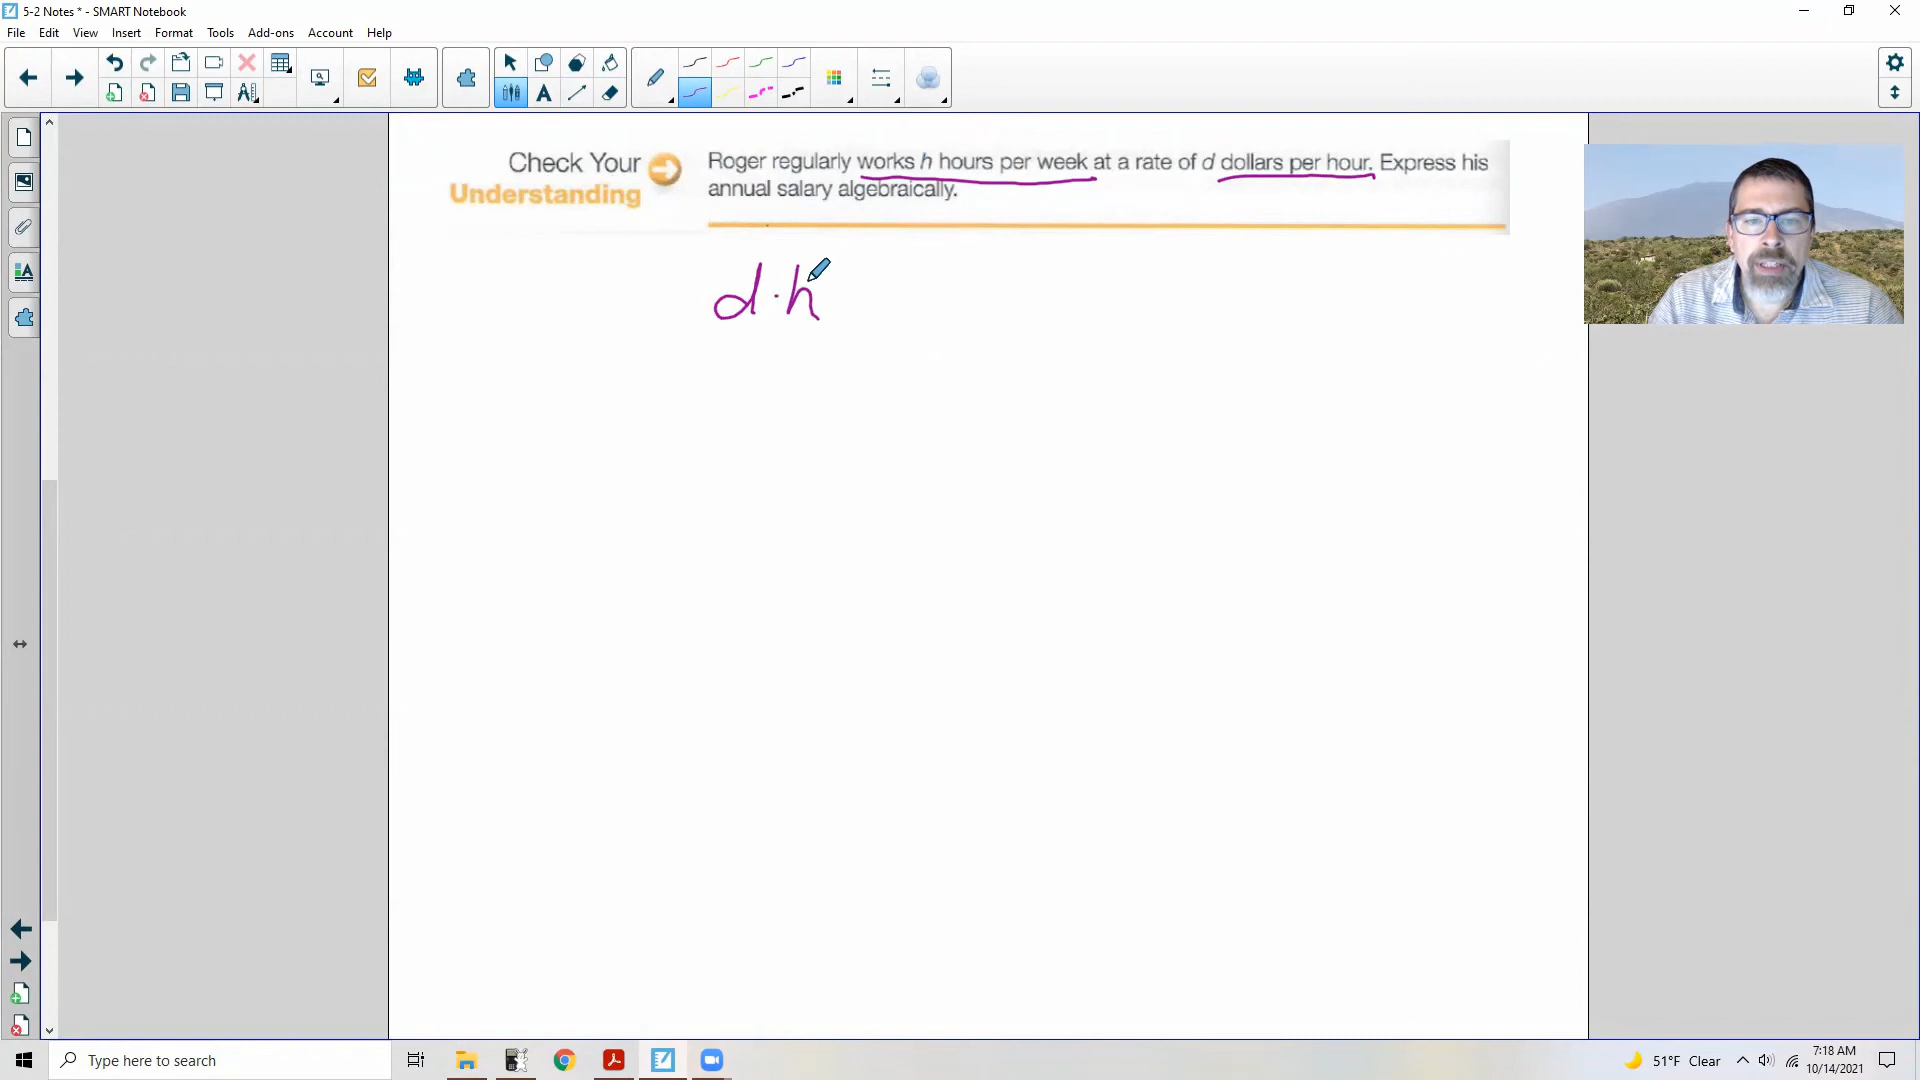 5-2 Notes * - SMART Notebook
File Edit View Insert Format Tools Add-ons Account Help
Check Your
Understanding
Roger regularly works h hours per week at a rate of d dollars per hour. Express his
annual salary algebraically.
d·h
Type here to search
51°F Clear
7:18 AM
10/14/2021